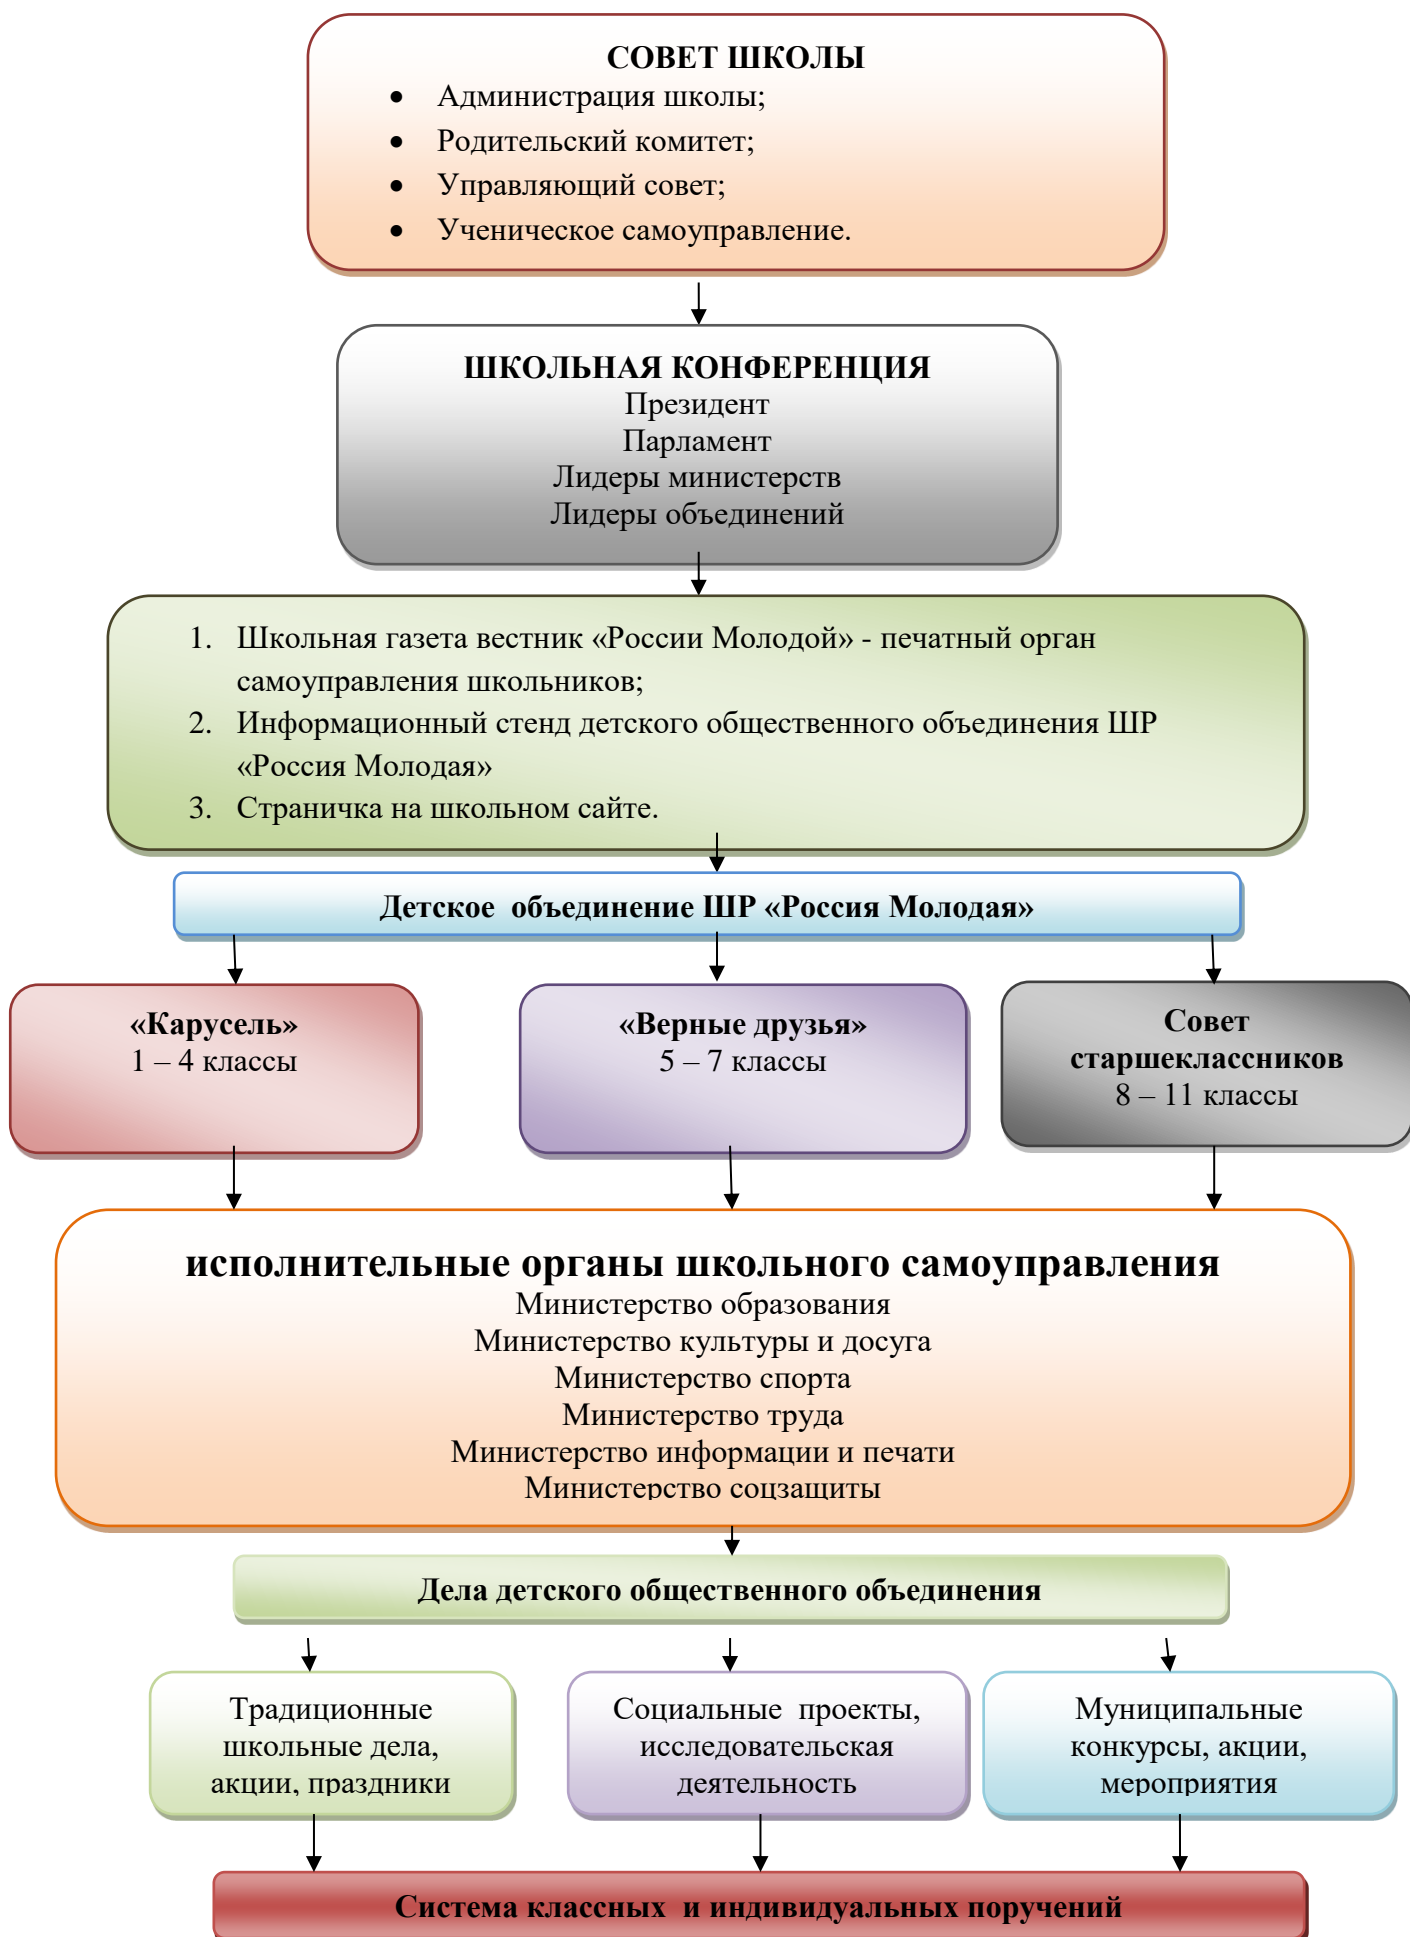 СОВЕТ ШКОЛЫ
• Администрация школы;
• Родительский комитет;
• Управляющий совет;
• Ученическое самоуправление.
ШКОЛЬНАЯ КОНФЕРЕНЦИЯ
Президент
Парламент
Лидеры министерств
Лидеры объединений
1. Школьная газета вестник «России Молодой» - печатный орган
самоуправления школьников;
2. Информационный стенд детского общественного объединения ШР
«Россия Молодая»
3. Страничка на школьном сайте.
Детское объединение ШР «Россия Молодая»
«Карусель»
1 – 4 классы
«Верные друзья»
5 – 7 классы
Совет
старшеклассников
8 – 11 классы
исполнительные органы школьного самоуправления
Министерство образования
Министерство культуры и досуга
Министерство спорта
Министерство труда
Министерство информации и печати
Министерство соцзащиты
Дела детского общественного объединения
Традиционные
школьные дела,
акции, праздники
Социальные проекты,
исследовательская
деятельность
Муниципальные
конкурсы, акции,
мероприятия
Система классных и индивидуальных поручений